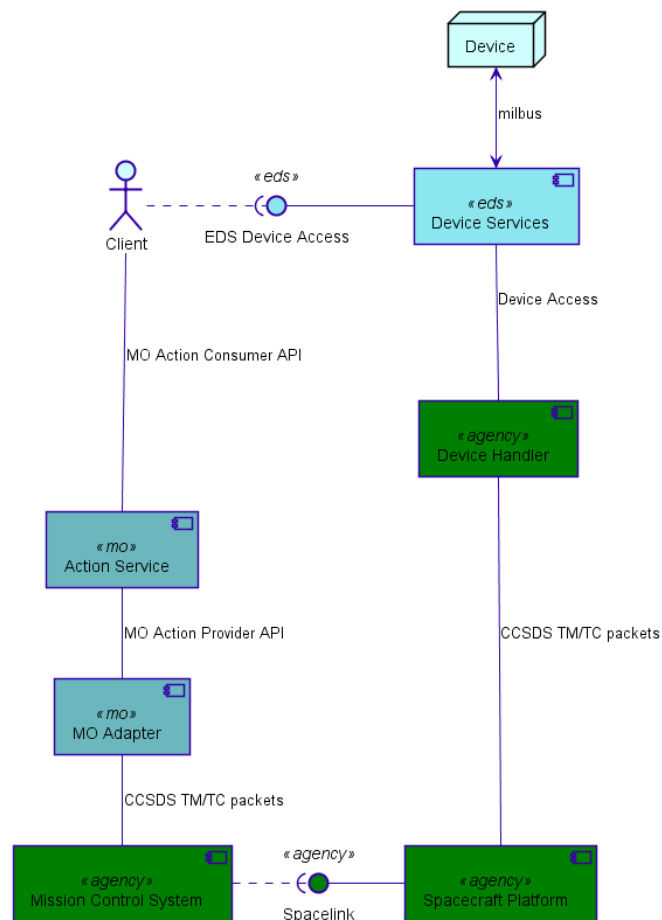 Device
milbus
«eds»
EDS Device Access
«eds»
Device Services
Client
Device Access
MO Action Consumer API
«agency»
Device Handler
«mo»
Action Service
MO Action Provider API
CCSDS TM/TC packets
«mo»
MO Adapter
CCSDS TM/TC packets
«agency»
Mission Control System
«agency»
Spacelink
«agency»
Spacecraft Platform